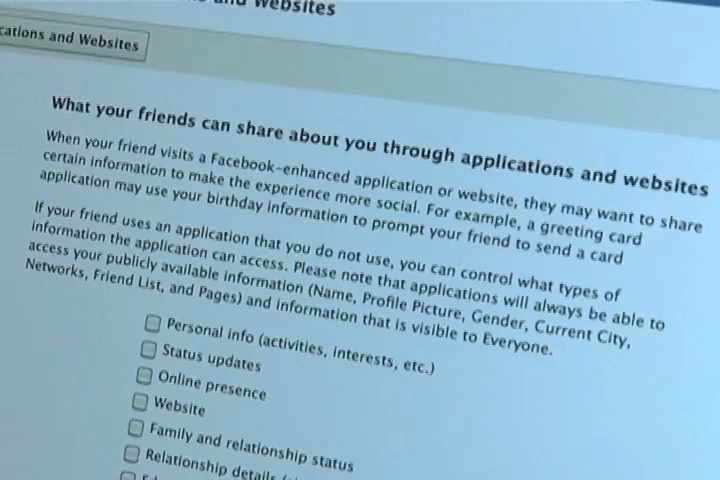 and Websites
cations and Websites
What your friends can share about you through applications and websites
When your friend visits a Facebook-enhanced application or website, they may want to share
certain information to make the experience more social. For example, a greeting card
application may use your birthday information to prompt your friend to send a card
If your friend uses an application that you do not use, you can control what types of
information the application can access. Please note that applications will always be able to
access your publicly available information (Name, Profile Picture, Gender, Current City,
Networks, Friend List, and Pages) and information that is visible to Everyone.
Personal info (activities, interests, etc.)
Status updates
Online presence
Website
Family and relationship status
Relationship details